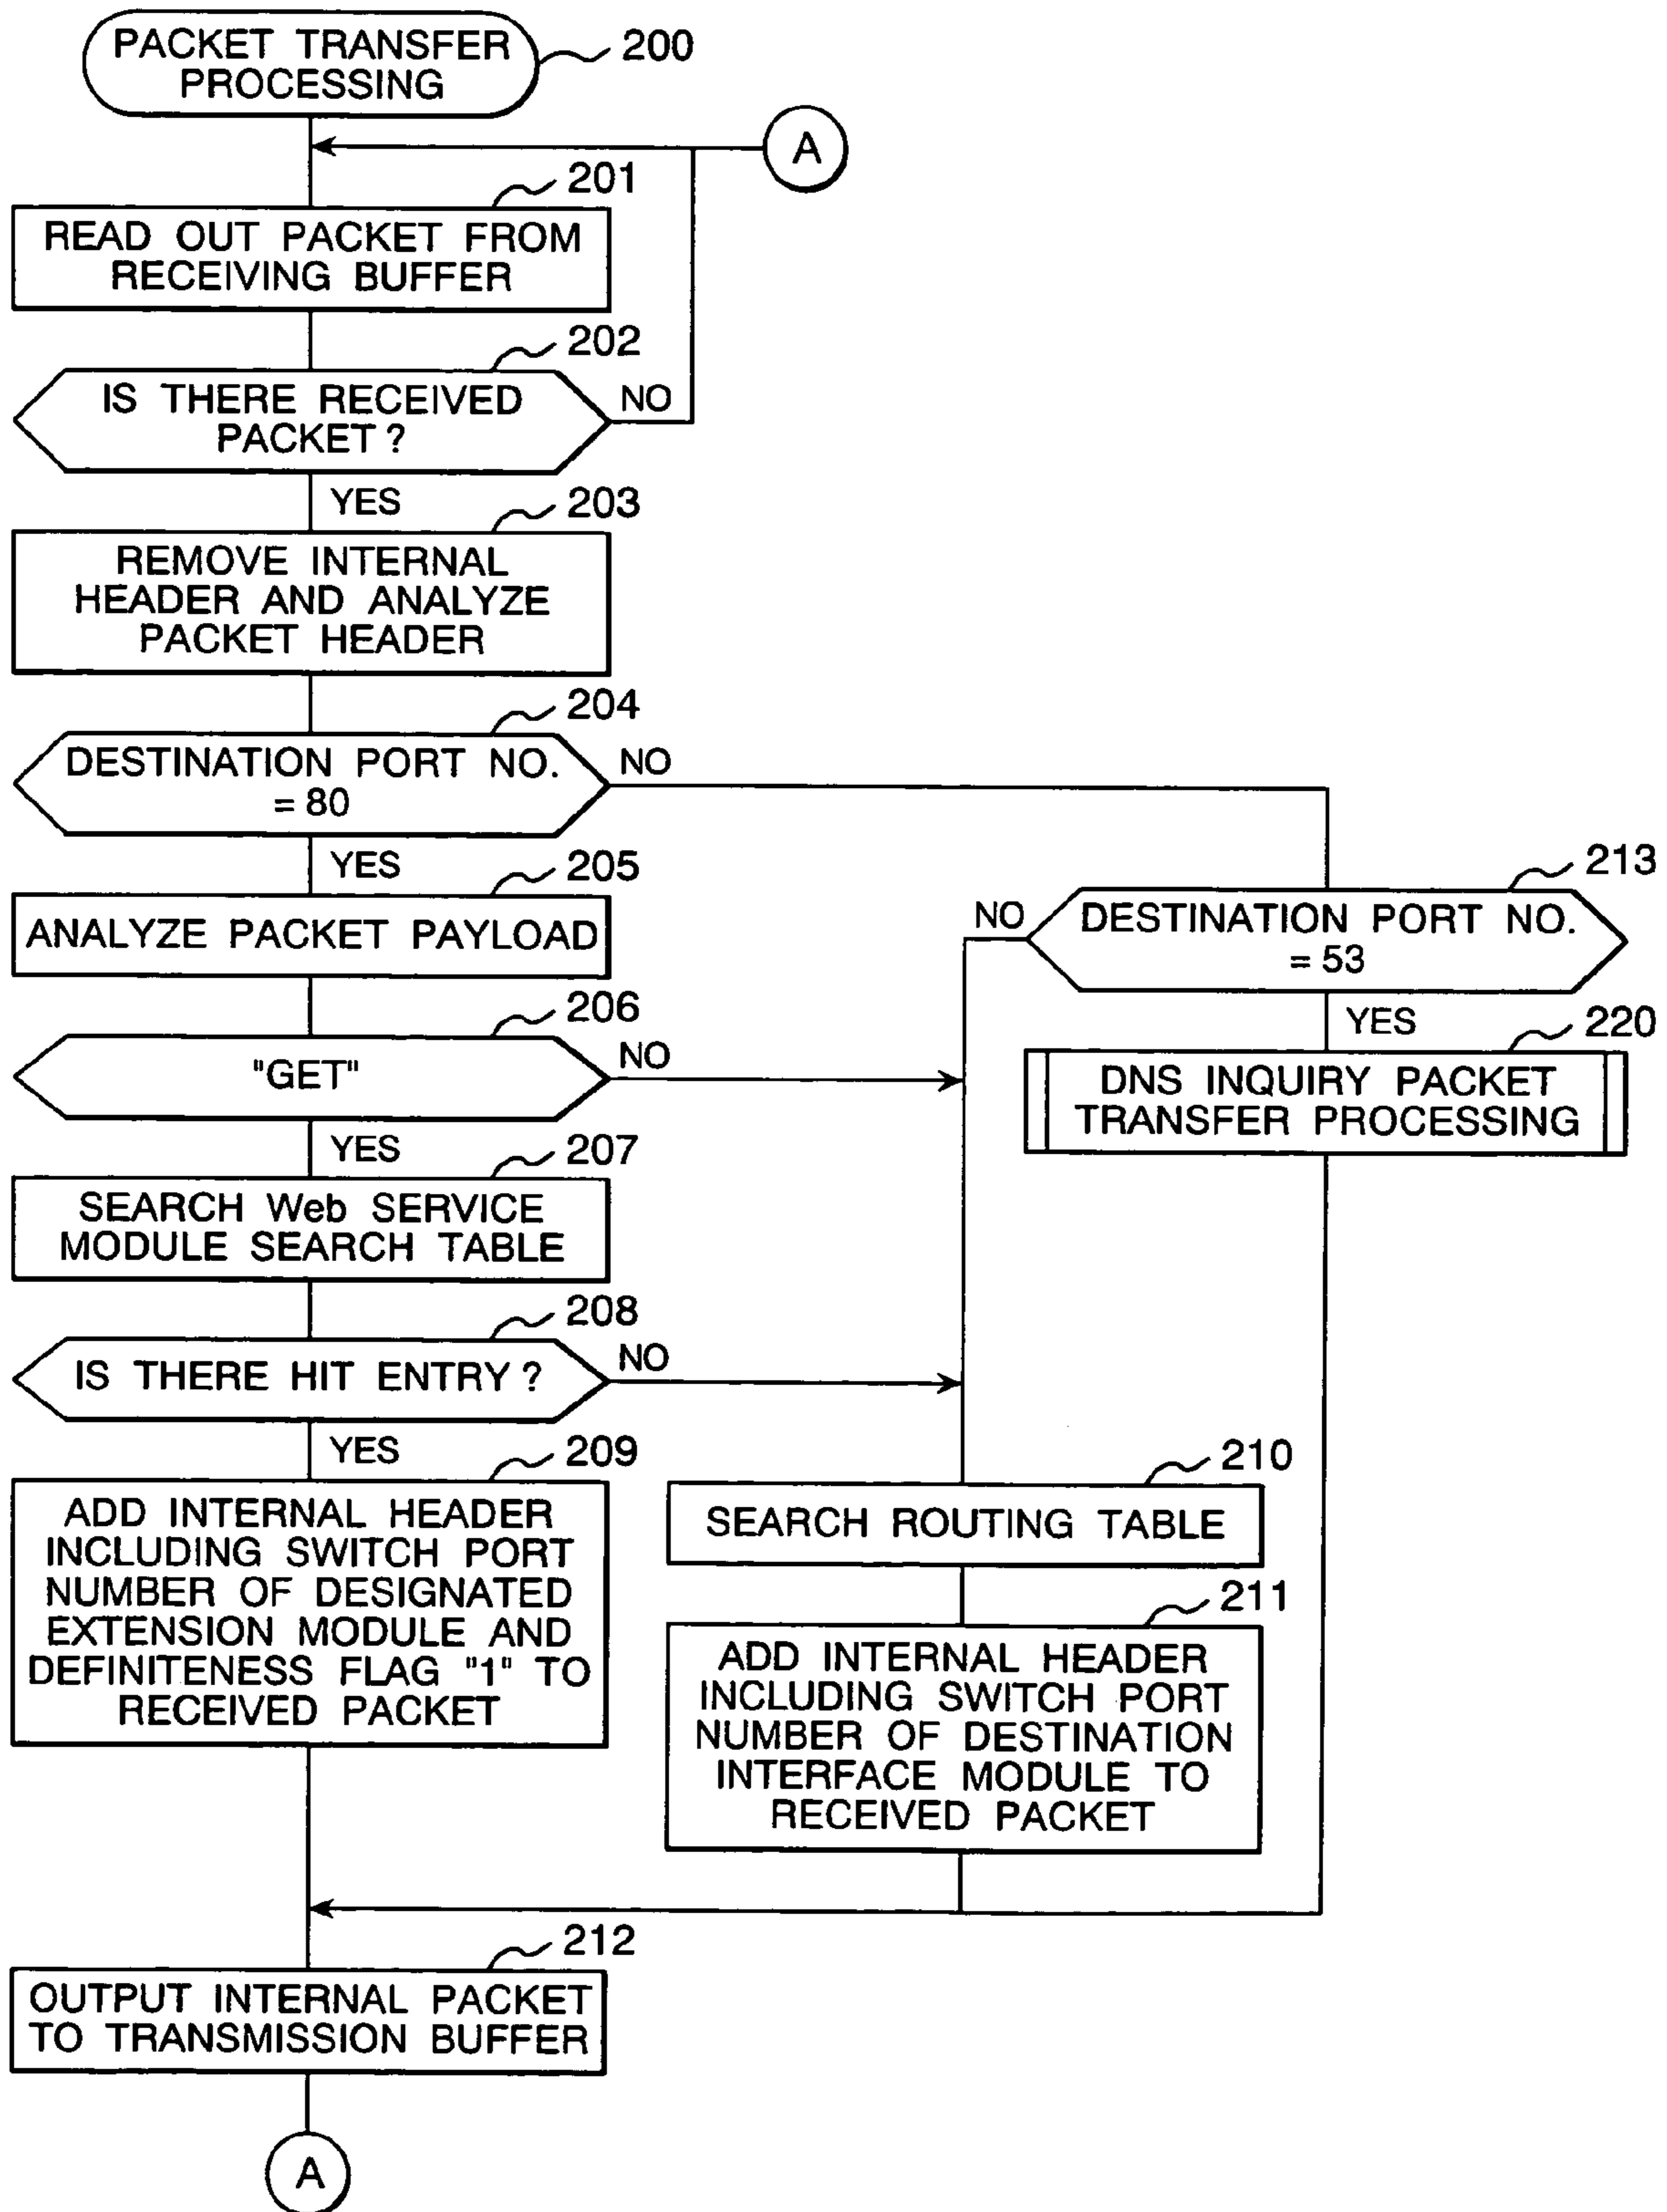 PACKET TRANSFER
PROCESSING
200
A
201
READ OUT PACKET FROM
RECEIVING BUFFER
202
IS THERE RECEIVED
PACKET ?
NO
YES
203
REMOVE INTERNAL
HEADER AND ANALYZE
PACKET HEADER
204
DESTINATION PORT NO.
= 80
NO
YES
205
ANALYZE PACKET PAYLOAD
213
DESTINATION PORT NO.
= 53
NO
YES
206
"GET"
NO
YES
220
DNS INQUIRY PACKET
TRANSFER PROCESSING
207
SEARCH Web SERVICE
MODULE SEARCH TABLE
208
IS THERE HIT ENTRY ?
NO
YES
209
ADD INTERNAL HEADER
INCLUDING SWITCH PORT
NUMBER OF DESIGNATED
EXTENSION MODULE AND
DEFINITENESS FLAG "1" TO
RECEIVED PACKET
210
SEARCH ROUTING TABLE
211
ADD INTERNAL HEADER
INCLUDING SWITCH PORT
NUMBER OF DESTINATION
INTERFACE MODULE TO
RECEIVED PACKET
212
OUTPUT INTERNAL PACKET
TO TRANSMISSION BUFFER
A